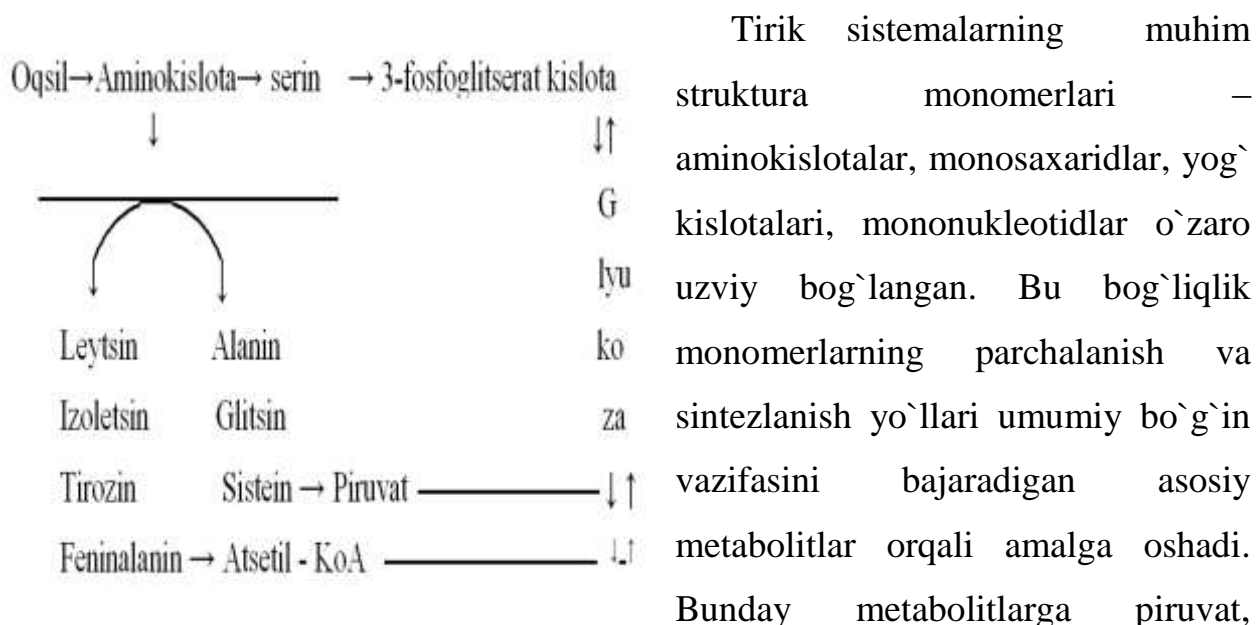 Oqsil→Aminokislota→ serin → 3-fosfoglitserat kislota
↓ ↓↑
G
lyu
Leytsin Alanin ko
Izoletsin Glitsin za
Tirozin Sistein → Piruvat ↓↑
Feninalanin → Atsetil - KoA ↓↑
Tirik sistemalarning muhim
struktura monomerlari –
aminokislotalar, monosaxaridlar, yog`
kislotalari, mononukleotidlar o`zaro
uzviy bog`langan. Bu bog`liqlik
monomerlarning parchalanish va
sintezlanish yo`llari umumiy bo`g`in
vazifasini bajaradigan asosiy
metabolitlar orqali amalga oshadi.
Bunday metabolitlarga piruvat,